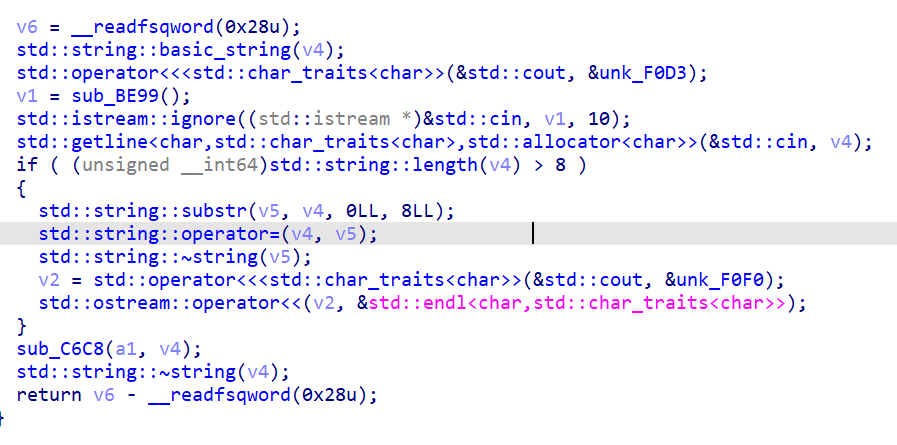 v6 = __readfsqword(0x28u);
std::string::basic_string(v4);
std::operator<<<std::char_traits<char>>(&std::cout, &unk_F0D3);
v1 = sub_BE99();
std::istream::ignore((std::istream *)&std::cin, v1, 10);
std::getline<char,std::char_traits<char>,std::allocator<char>>(&std::cin, v4);
if ( (unsigned __int64)std::string::length(v4) > 8 )
{
std::string::substr(v5, v4, 0LL, 8LL);
std::string::operator=(v4, v5);
std::string::~string(v5);
v2 = std::operator<<<std::char_traits<char>>(&std::cout, &unk_F0F0);
std::ostream::operator<<(v2, &std::endl<char,std::char_traits<char>>);
}
sub_C6C8(a1, v4);
std::string::~string(v4);
return v6 - __readfsqword(0x28u);
}